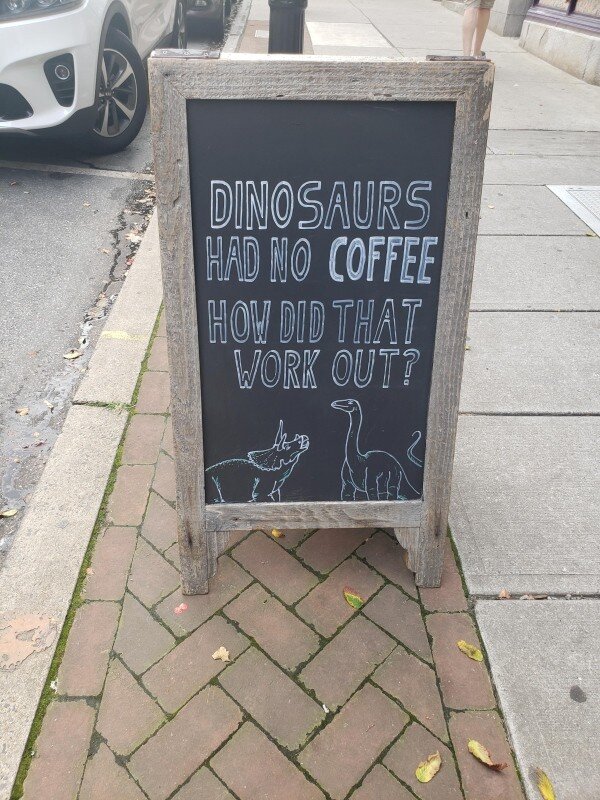 DINOSAURS
HAD NO COFFEE
HOW DID THAT
WORK OUT?